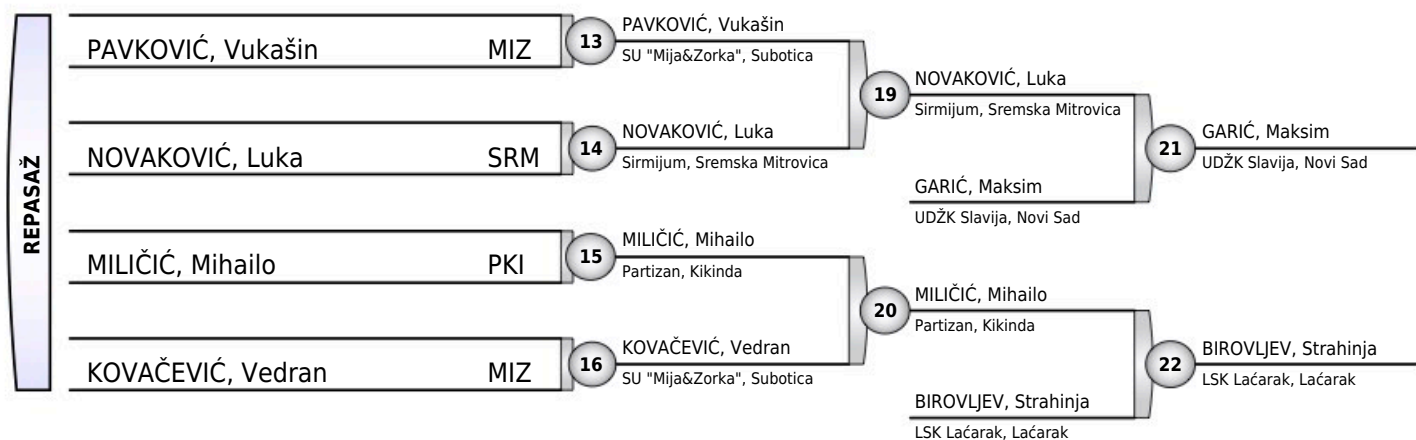 REPASAŽ
PAVKOVIĆ, Vukašin MIZ
NOVAKOVIĆ, Luka SRM
MILIČIĆ, Mihailo PKI
KOVAČEVIĆ, Vedran MIZ
13
PAVKOVIĆ, Vukašin
SU "Mija&Zorka", Subotica
14
NOVAKOVIĆ, Luka
Sirmijum, Sremska Mitrovica
15
MILIČIĆ, Mihailo
Partizan, Kikinda
16
KOVAČEVIĆ, Vedran
SU "Mija&Zorka", Subotica
19
NOVAKOVIĆ, Luka
Sirmijum, Sremska Mitrovica
GARIĆ, Maksim
UDŽK Slavija, Novi Sad
20
MILIČIĆ, Mihailo
Partizan, Kikinda
BIROVLJEV, Strahinja
LSK Laćarak, Laćarak
21
GARIĆ, Maksim
UDŽK Slavija, Novi Sad
22
BIROVLJEV, Strahinja
LSK Laćarak, Laćarak